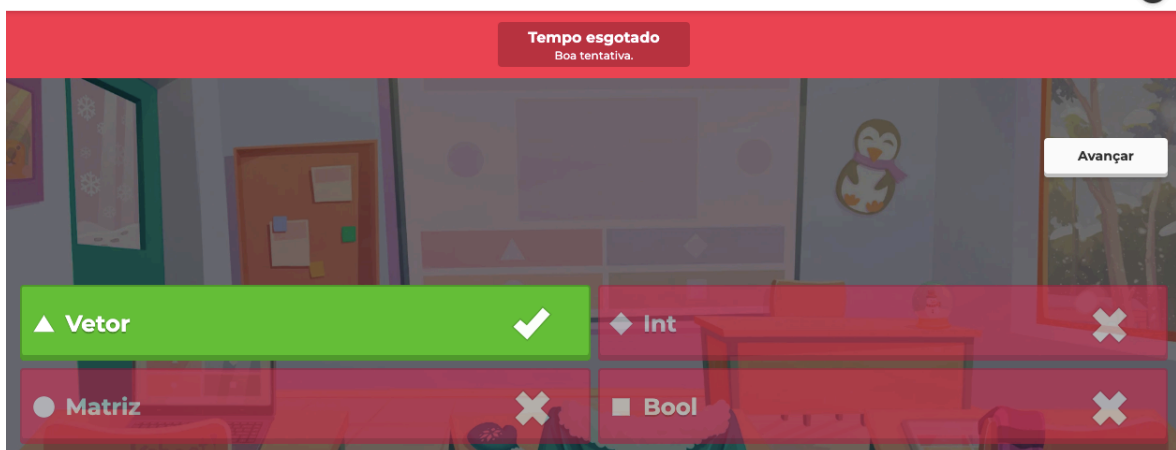 Tempo esgotado
Boa tentativa.
Avançar
Vetor
Int
Matriz
Bool